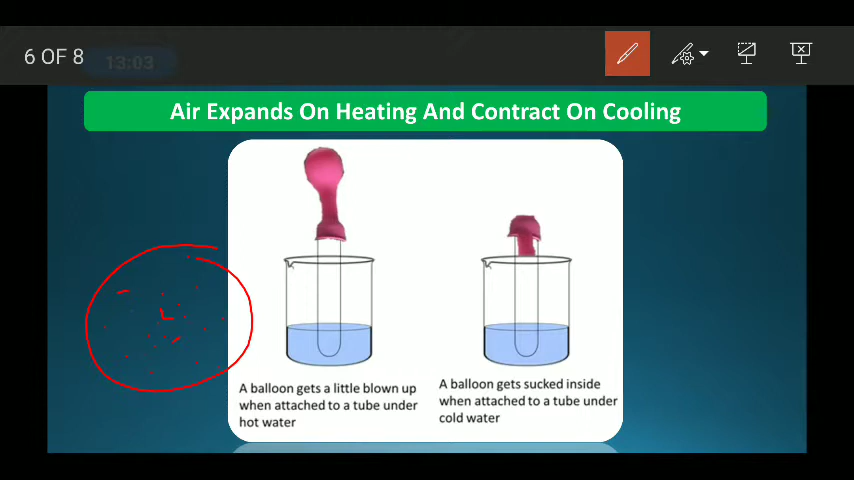 6 OF 8
13:03
Air Expands On Heating And Contract On Cooling
A balloon gets a little blown up
when attached to a tube under
hot water
A balloon gets sucked inside
when attached to a tube under
cold water